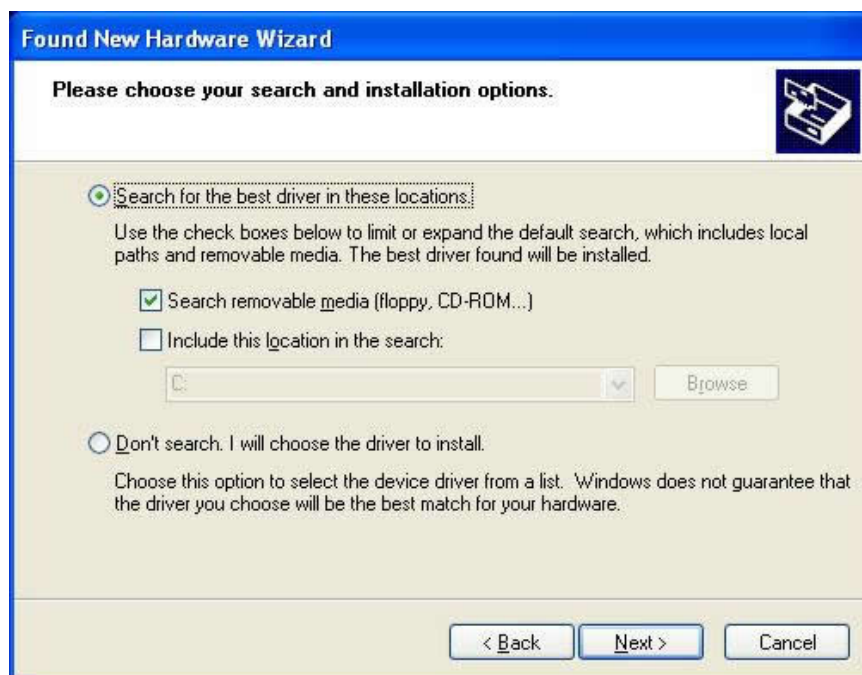 Found New Hardware Wizard
Please choose your search and installation options.
Search for the best driver in these locations.
Use the check boxes below to limit or expand the default search, which includes local
paths and removable media. The best driver found will be installed.
Search removable media (floppy, CD-ROM...)
Include this location in the search:
C:
Browse
Don't search. I will choose the driver to install.
Choose this option to select the device driver from a list.  Windows does not guarantee that
the driver you choose will be the best match for your hardware.
< Back
Next >
Cancel